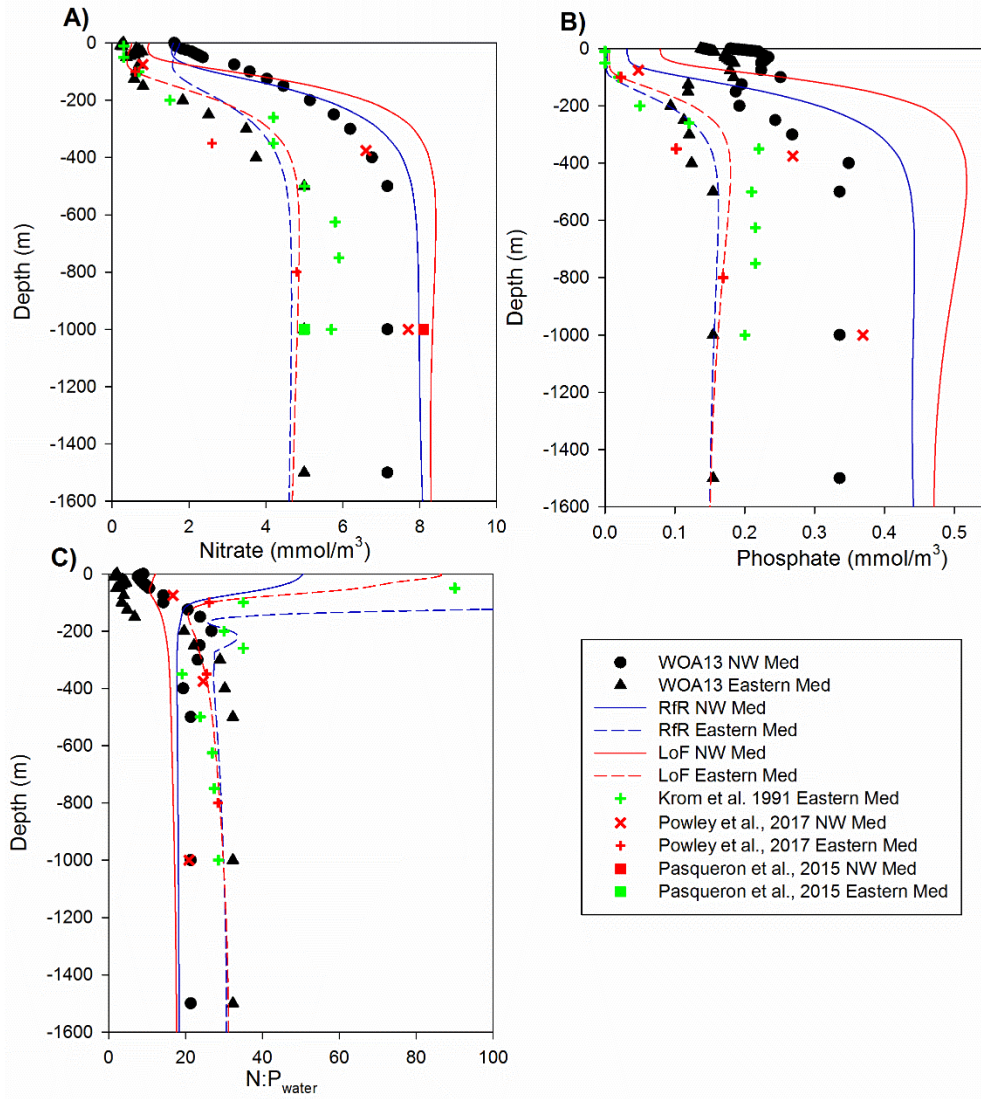 A)
0
-200
-400
-600
-800
-1000
-1200
-1400
-1600
Depth (m)
0 2 4 6 8 10
Nitrate (mmol/m³)
B)
0
-200
-400
-600
-800
-1000
-1200
-1400
-1600
Depth (m)
0.0 0.1 0.2 0.3 0.4 0.5
Phosphate (mmol/m³)
C)
0
-200
-400
-600
-800
-1000
-1200
-1400
-1600
Depth (m)
0 20 40 60 80 100
N:Pwater
WOA13 NW Med
WOA13 Eastern Med
RfR NW Med
RfR Eastern Med
LoF NW Med
LoF Eastern Med
Krom et al. 1991 Eastern Med
Powley et al., 2017 NW Med
Powley et al., 2017 Eastern Med
Pasqueron et al., 2015 NW Med
Pasqueron et al., 2015 Eastern Med